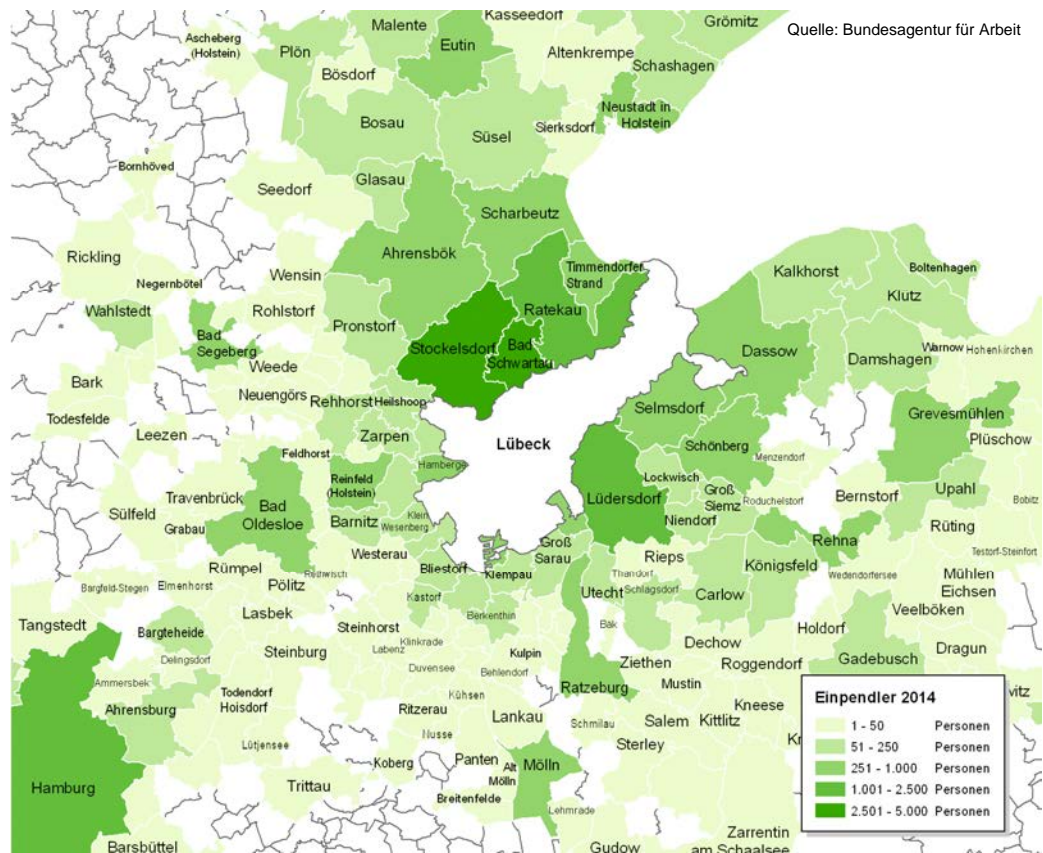 Quelle: Bundesagentur für Arbeit
Kasseedorf
Grömitz
Malente
Ascheberg
(Holstein)
Eutin
Altenkrempe
Plön
Schashagen
Bösdorf
Neustadt in
Holstein
Bosau
Süsel
Sierksdorf
Bornhöved
Glasau
Seedorf
Scharbeutz
Ahrensbök
Rickling
Wensin
Timmendorfer
Strand
Kalkhorst
Boltenhagen
Negernbötel
Klütz
Wahlstedt
Rohlstorf
Ratekau
Pronstorf
Bad
Segeberg
Stockelsdorf
Bad
Schwartau
Dassow
Damshagen
Warnow
Hohenkirchen
Weede
Bark
Neuengörs
Rehhorst
Heilshoop
Selmsdorf
Grevesmühlen
Todesfelde
Leezen
Zarpen
Lübeck
Schönberg
Plüschow
Feldhorst
Hamberge
Menzendorf
Reinfeld
(Holstein)
Lockwisch
Travenbrück
Bad
Oldesloe
Lüdersdorf
Groß
Siemz
Roduchelstorf
Bernstorf
Upahl
Bobitz
Sülfeld
Grabau
Barnitz
Klein
Wesenberg
Niendorf
Rüting
Groß
Sarau
Rehna
Westerau
Rieps
Testorf-Steinfort
Rümpel
Bliestorf
Klempau
Königsfeld
Bargfeld-Stegen
Elmenhorst
Pölitz
Rethwisch
Thandorf
Wedendorfersee
Mühlen
Eichsen
Kastorf
Utecht
Schlagsdorf
Carlow
Lasbek
Berkenthin
Veelböken
Tangstedt
Bargteheide
Steinhorst
Bäk
Holdorf
Klinkrade
Dechow
Dragun
Delingsdorf
Steinburg
Labenz
Kulpin
Ziethen
Roggendorf
Gadebusch
Duvensee
Behlendorf
Ammersbek
Ratzeburg
Mustin
Todendorf
Hoisdorf
Kühsen
Kneese
Ahrensburg
Ritzerau
Lankau
Salem
Kittlitz
Schmilau
Nusse
Sterley
Lütjensee
Koberg
Panten
Alt
Mölln
Mölln
Hamburg
Trittau
Breitenfelde
Lehmrade
Barsbüttel
Gudow
Zarrentin
am Schaalsee
Einpendler 2014
1 - 50 Personen
51 - 250 Personen
251 - 1.000 Personen
1.001 - 2.500 Personen
2.501 - 5.000 Personen